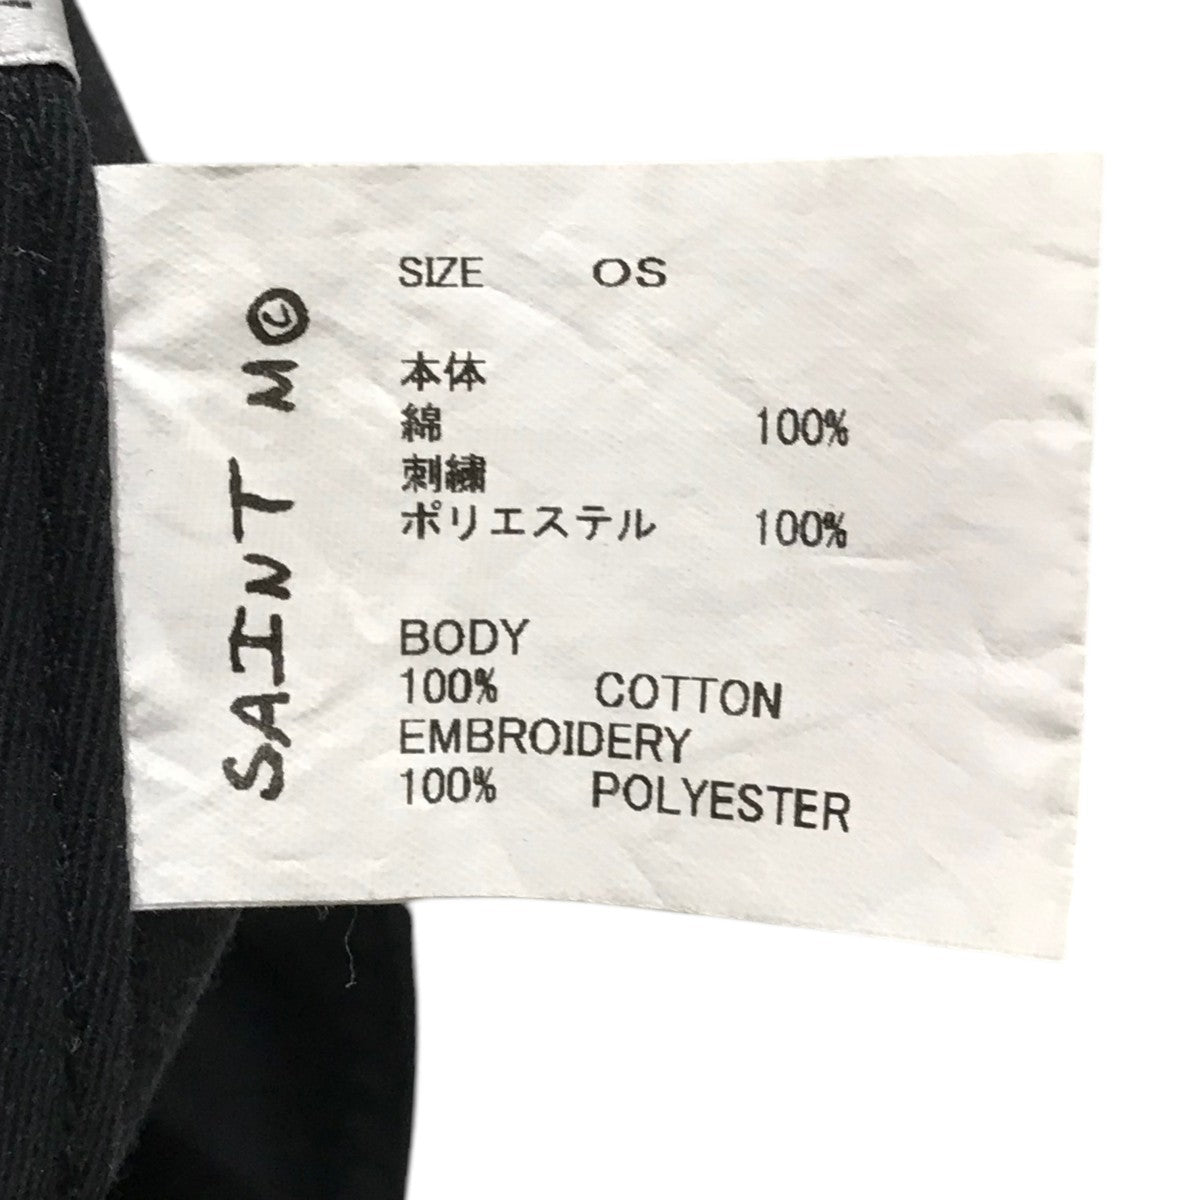 SAINT M©
SIZE OS
本体
綿 100%
刺繍
ポリエステル 100%
BODY
100% COTTON
EMBROIDERY
100% POLYESTER